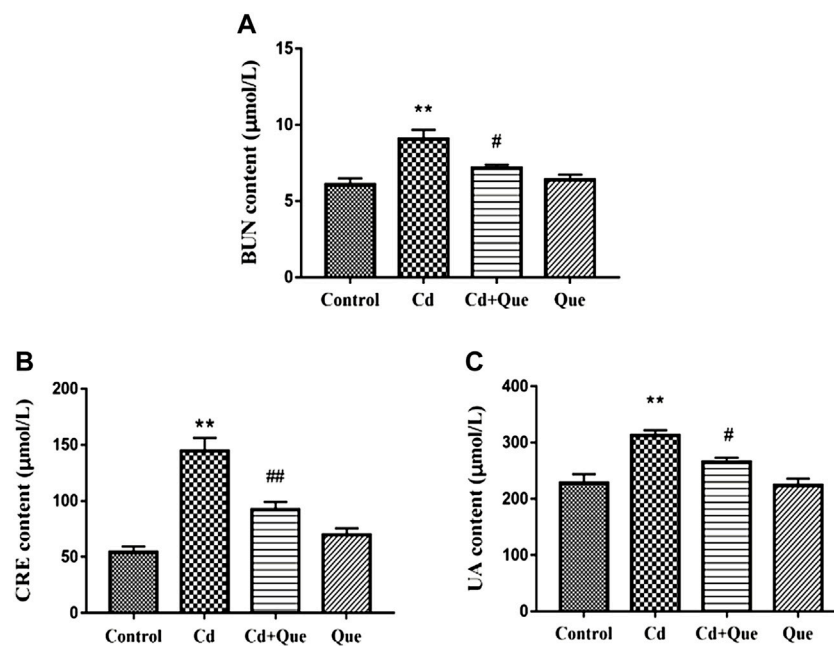 A
BUN content (μmol/L)
15
10
5
0
**
#
Control Cd Cd+Que Que
B
CRE content (μmol/L)
200
150
100
50
0
**
##
Control Cd Cd+Que Que
C
UA content (μmol/L)
400
300
200
100
0
**
#
Control Cd Cd+Que Que